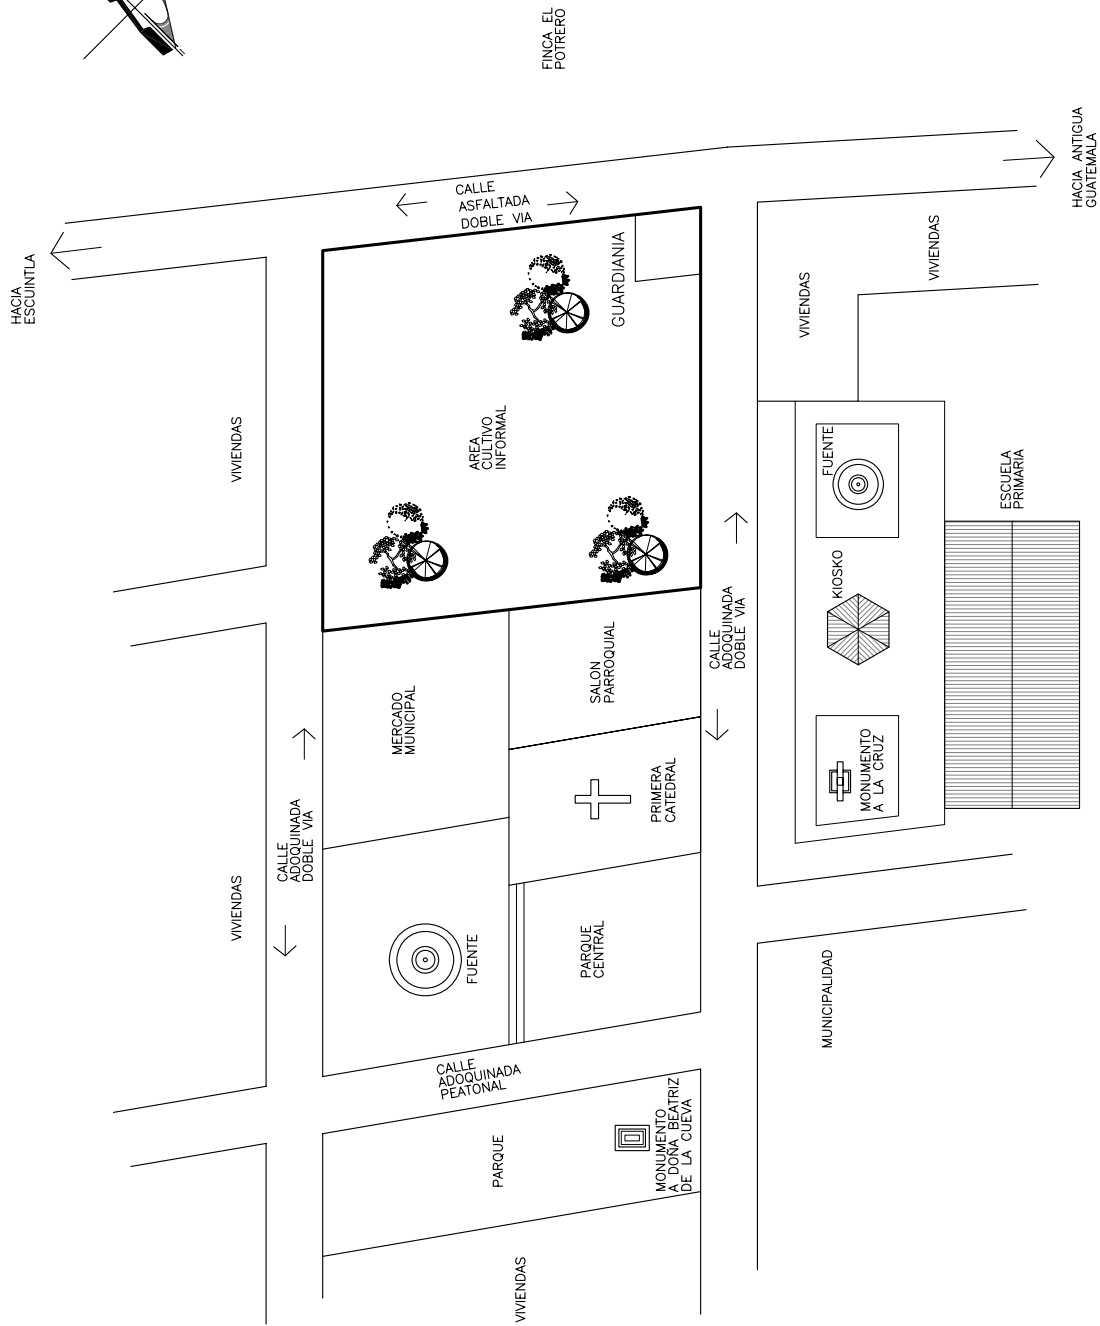 FINCA EL
POTRERO
HACIA ANTIGUA
GUATEMALA
CALLE
ASFALTADA
DOBLE VIA
HACIA
ESCUINTLA
GUARDIANIA
VIVIENDAS
VIVIENDAS
VIVIENDAS
AREA
CULTIVO
INFORMAL
FUENTE
ESCUELA
PRIMARIA
KIOSKO
CALLE
ADOQUINADA
DOBLE VIA
SALON
PARROQUIAL
MERCADO
MUNICIPAL
MONUMENTO
A LA CRUZ
PRIMERA
CATEDRAL
CALLE
ADOQUINADA
DOBLE VIA
VIVIENDAS
FUENTE
PARQUE
CENTRAL
MUNICIPALIDAD
CALLE
ADOQUINADA
PEATONAL
PARQUE
MONUMENTO
A DOÑA BEATRIZ
DE LA CUEVA
VIVIENDAS